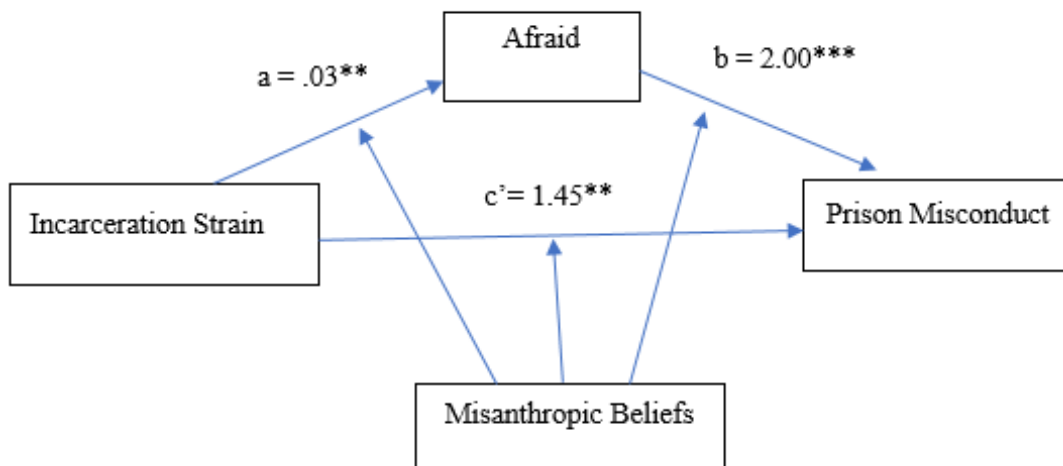 Afraid
a = .03**
b = 2.00***
Incarceration Strain
c’= 1.45**
Prison Misconduct
Misanthropic Beliefs